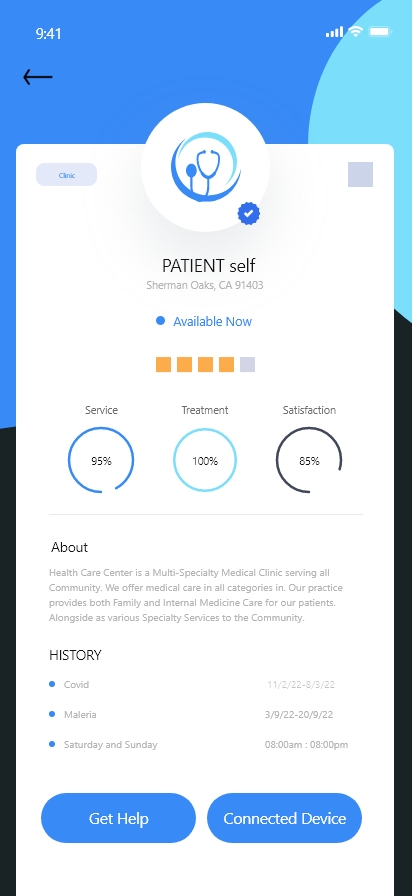 9:41
Clinic
PATIENT self
Sherman Oaks, CA 91403
Available Now
Service Treatment Satisfaction
95% 100% 85%
About
Health Care Center is a Multi-Specialty Medical Clinic serving all
Community. We offer medical care in all categories in. Our practice
provides both Family and Internal Medicine Care for our patients.
Alongside as various Specialty Services to the Community.
HISTORY
Covid 11/2/22-8/3/22
Maleria 3/9/22-20/9/22
Saturday and Sunday 08:00am : 08:00pm
Get Help Connected Device